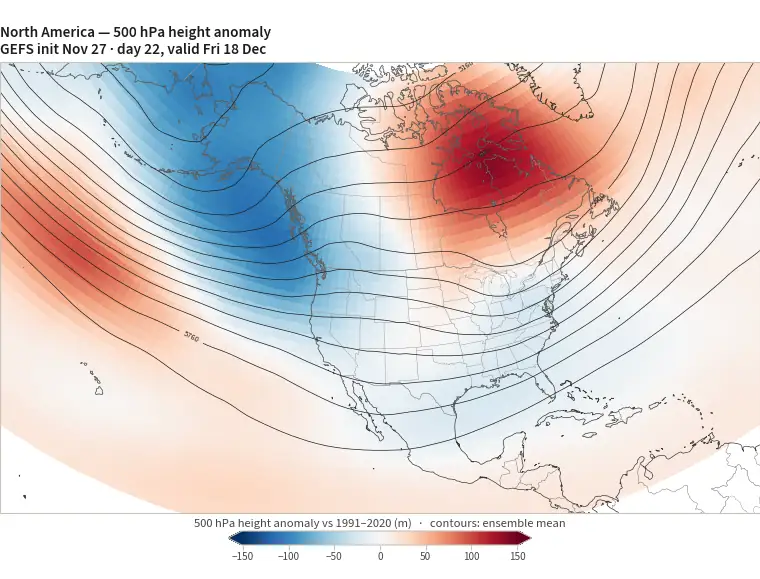 North America — 500 hPa height anomaly
GEFS init Nov 27 · day 22, valid Fri 18 Dec
5160
5760
500 hPa height anomaly vs 1991–2020 (m) · contours: ensemble mean
−150 −100 −50 0 50 100 150